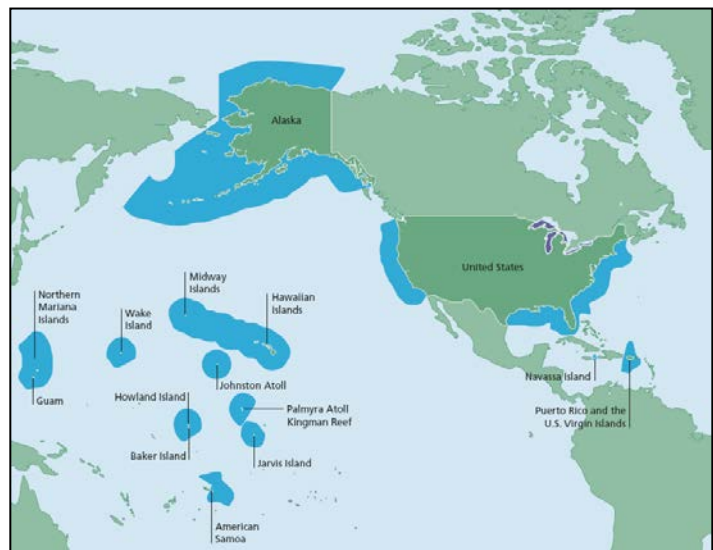 Alaska
United States
Midway
Islands
Hawaiian
Islands
Northern
Mariana
Islands
Wake
Island
Guam
Johnston Atoll
Howland Island
Palmyra Atoll
Kingman Reef
Baker Island
Jarvis Island
American
Samoa
Navassa Island
Puerto Rico and the
U.S. Virgin Islands